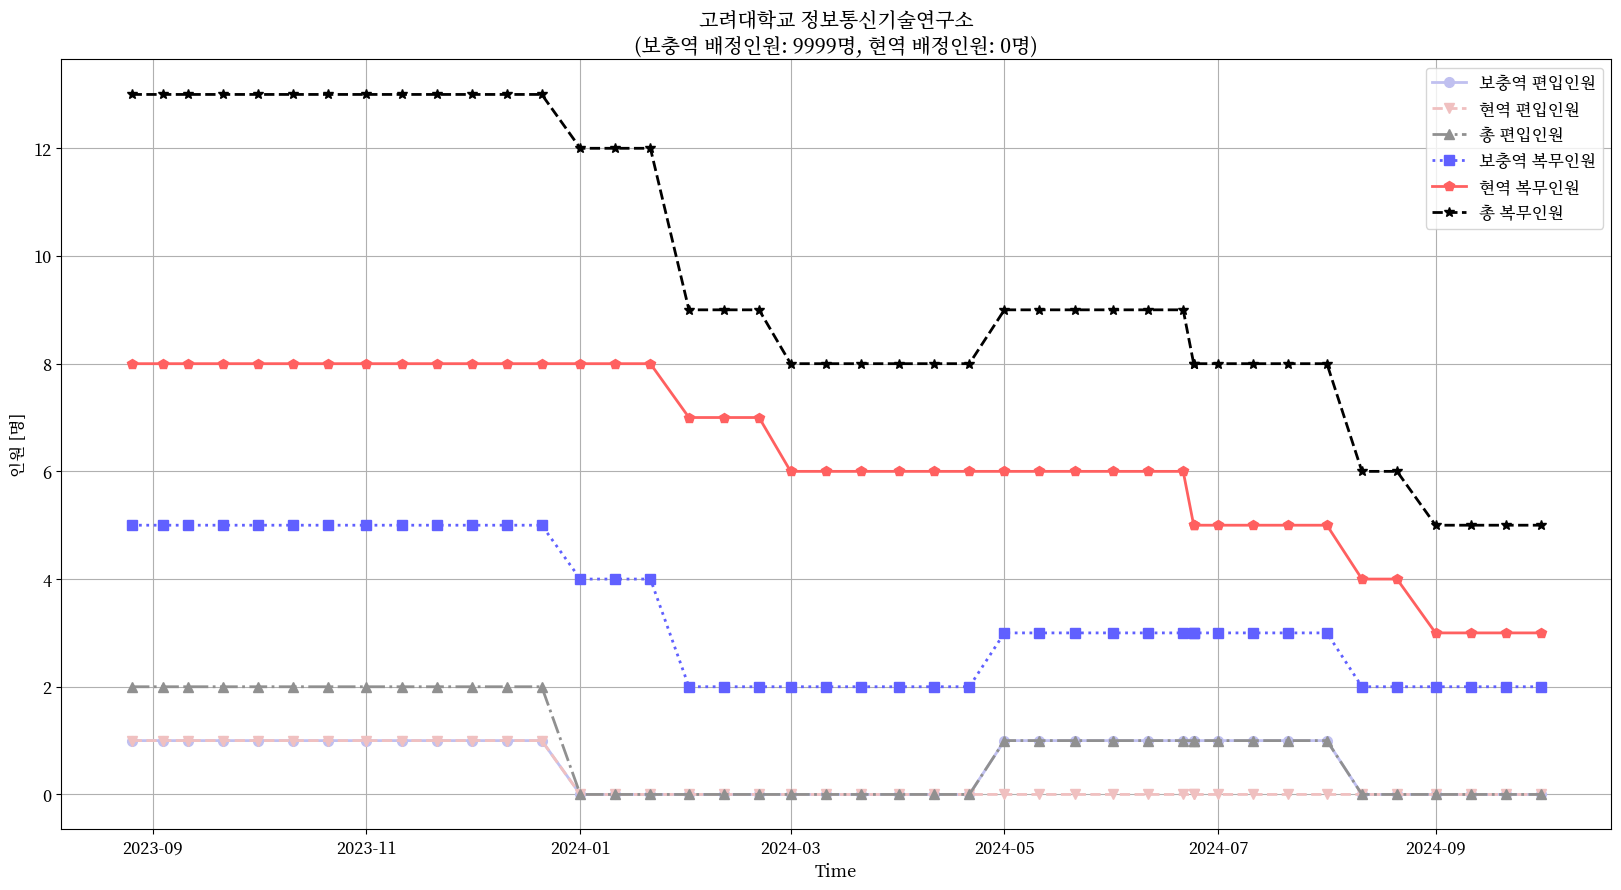 고려대학교 정보통신기술연구소
(보충역 배정인원: 9999명, 현역 배정인원: 0명)
보충역 편입인원
현역 편입인원
총 편입인원
보충역 복무인원
현역 복무인원
총 복무인원
인원 [명]
12
10
8
6
4
2
0
2023-09
2023-11
2024-01
2024-03
2024-05
2024-07
2024-09
Time